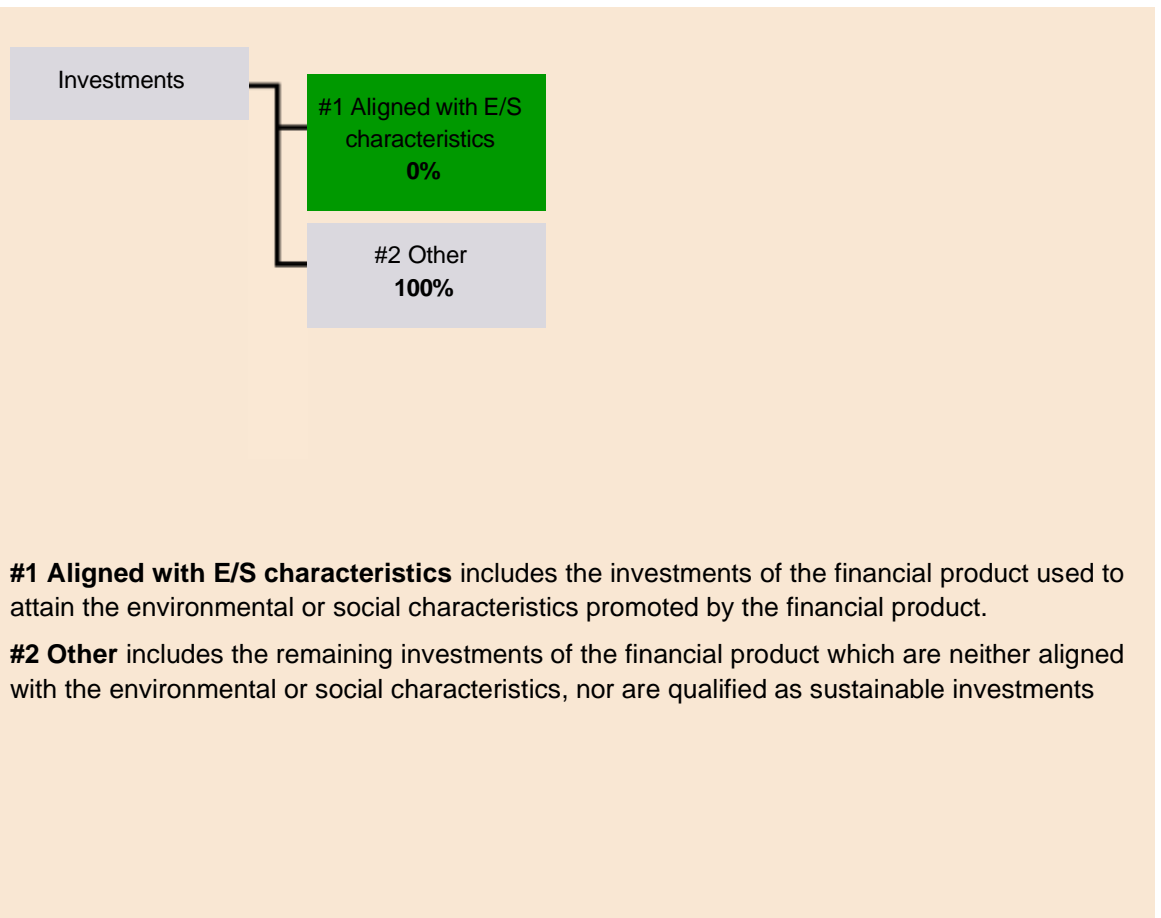 Investments
#1 Aligned with E/S
characteristics
0%
#2 Other
100%
#1 Aligned with E/S characteristics includes the investments of the financial product used to
attain the environmental or social characteristics promoted by the financial product.
#2 Other includes the remaining investments of the financial product which are neither aligned
with the environmental or social characteristics, nor are qualified as sustainable investments